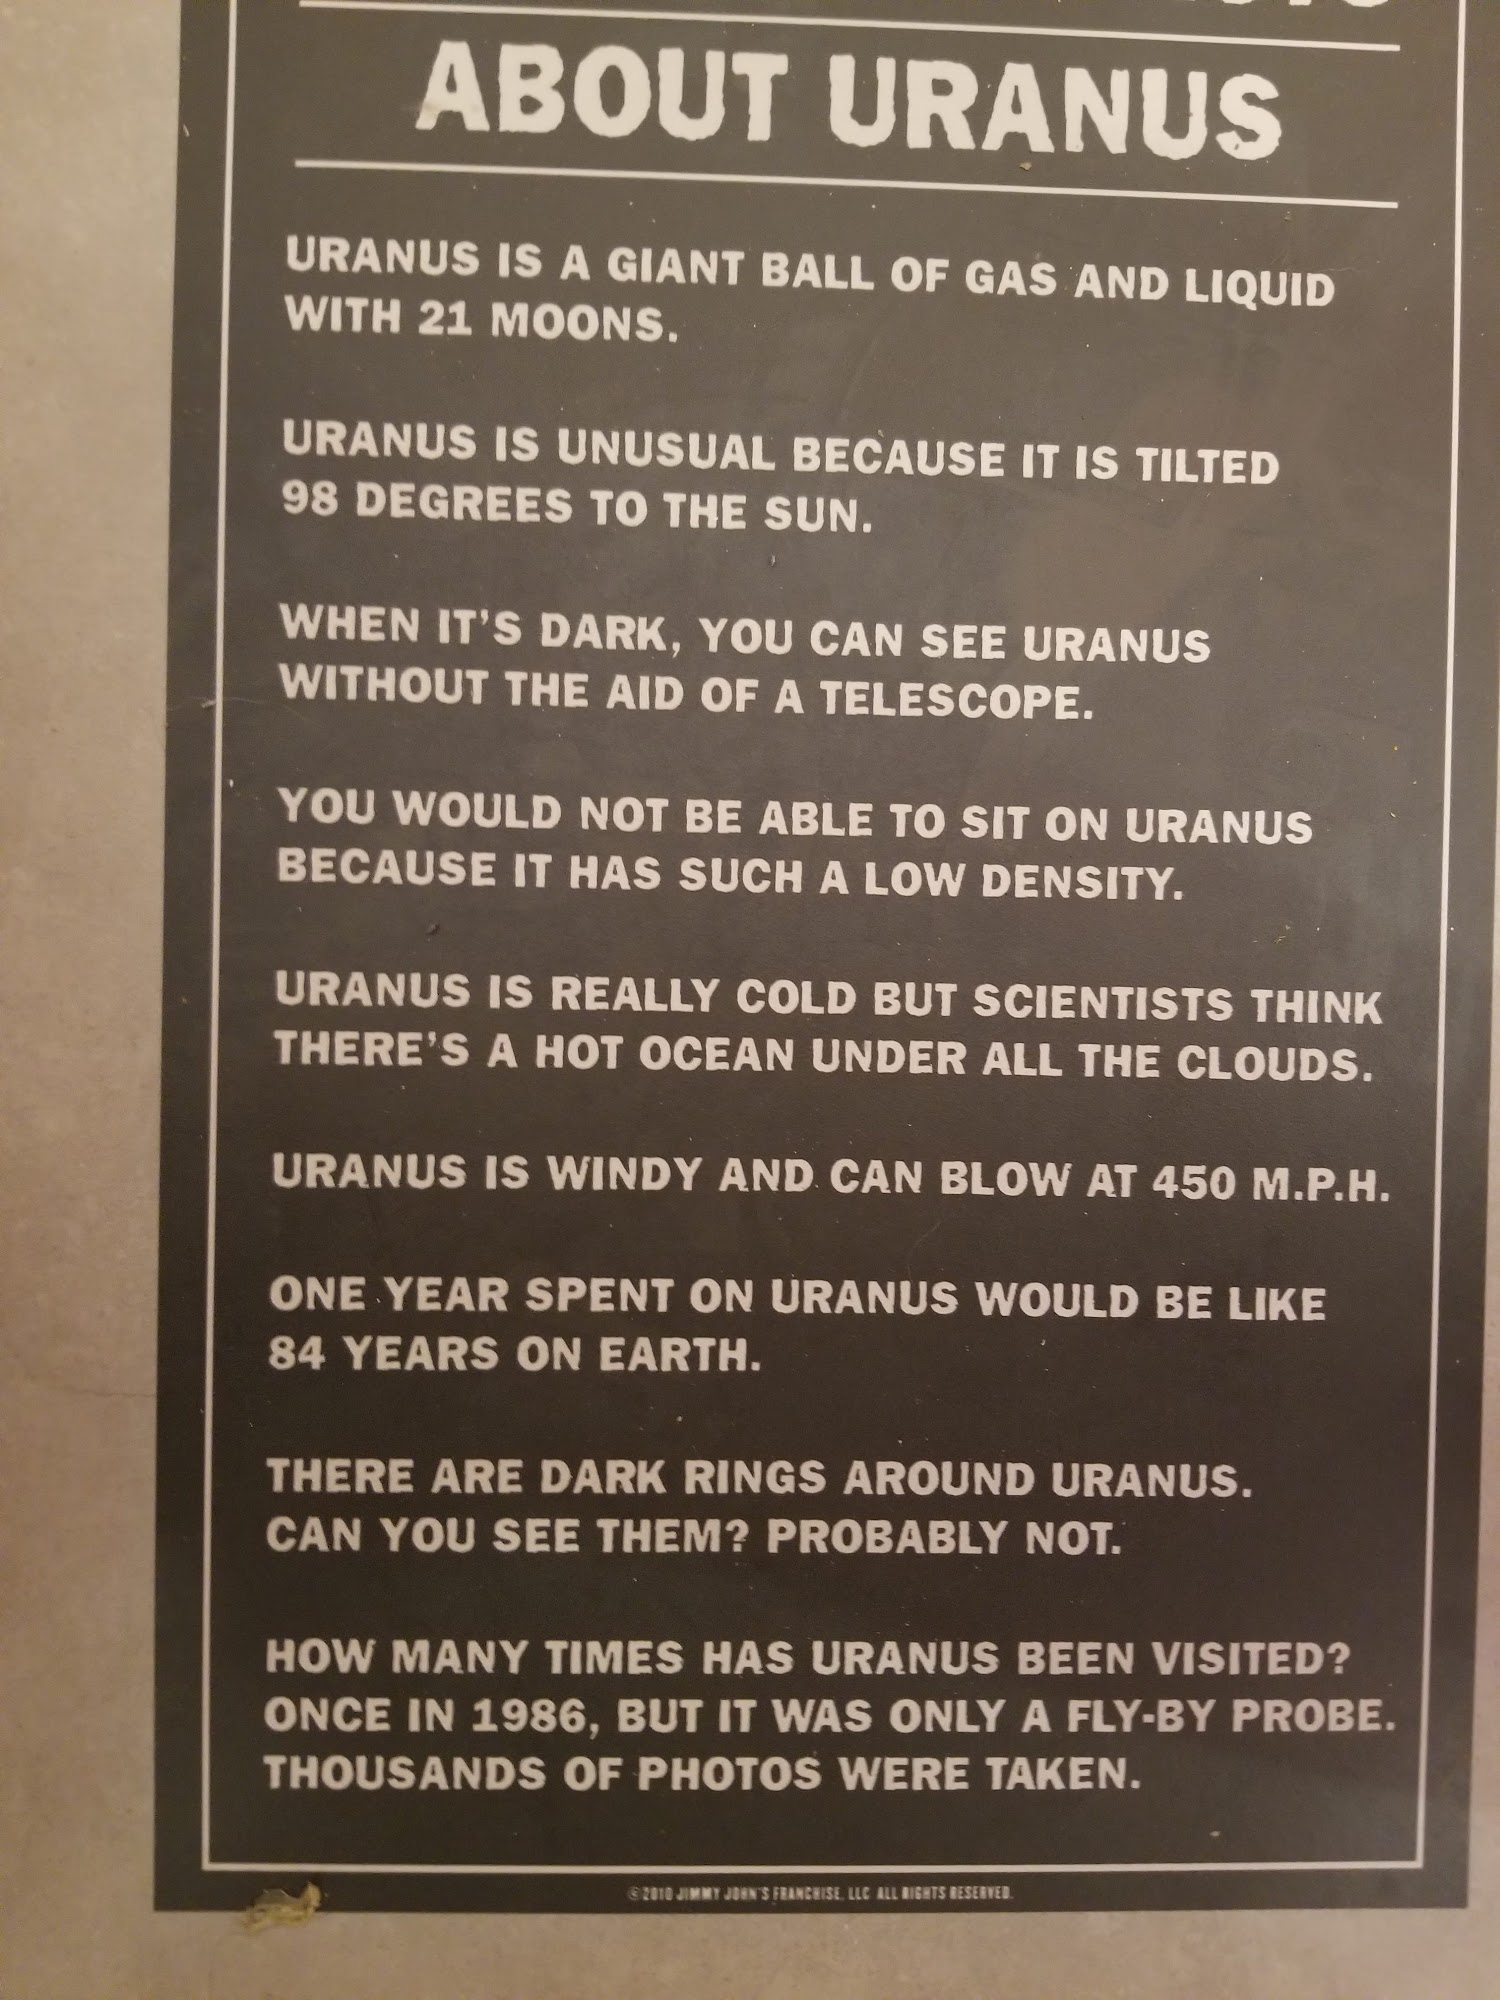 ABOUT URANUS
URANUS IS A GIANT BALL OF GAS AND LIQUID
WITH 21 MOONS.
URANUS IS UNUSUAL BECAUSE IT IS TILTED
98 DEGREES TO THE SUN.
WHEN IT'S DARK, YOU CAN SEE URANUS
WITHOUT THE AID OF A TELESCOPE.
YOU WOULD NOT BE ABLE TO SIT ON URANUS
BECAUSE IT HAS SUCH A LOW DENSITY.
URANUS IS REALLY COLD BUT SCIENTISTS THINK
THERE'S A HOT OCEAN UNDER ALL THE CLOUDS.
URANUS IS WINDY AND CAN BLOW AT 450 M.P.H.
ONE YEAR SPENT ON URANUS WOULD BE LIKE
84 YEARS ON EARTH.
THERE ARE DARK RINGS AROUND URANUS.
CAN YOU SEE THEM? PROBABLY NOT.
HOW MANY TIMES HAS URANUS BEEN VISITED?
ONCE IN 1986, BUT IT WAS ONLY A FLY-BY PROBE.
THOUSANDS OF PHOTOS WERE TAKEN.
©2010 JIMMY JOHN'S FRANCHISE, LLC ALL RIGHTS RESERVED.